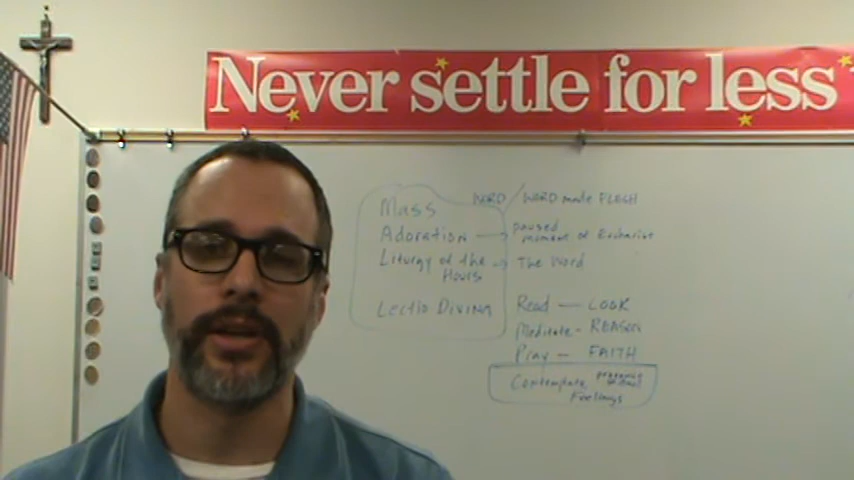 Never settle for less
Mass WORD / WORD made FLESH
Adoration → paused
moment of Eucharist
Liturgy of the → The Word
Hours
Lectio Divina
Read — LOOK
Meditate - REASON
Pray — FAITH
Contemplate presence
Feelings